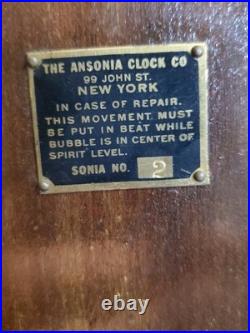 THE ANSONIA CLOCK CO
99 JOHN ST.
NEW YORK
IN CASE OF REPAIR.
THIS MOVEMENT MUST
BE PUT IN BEAT WHILE
BUBBLE IS IN CENTER OF
SPIRIT LEVEL.
SONIA NO. 2